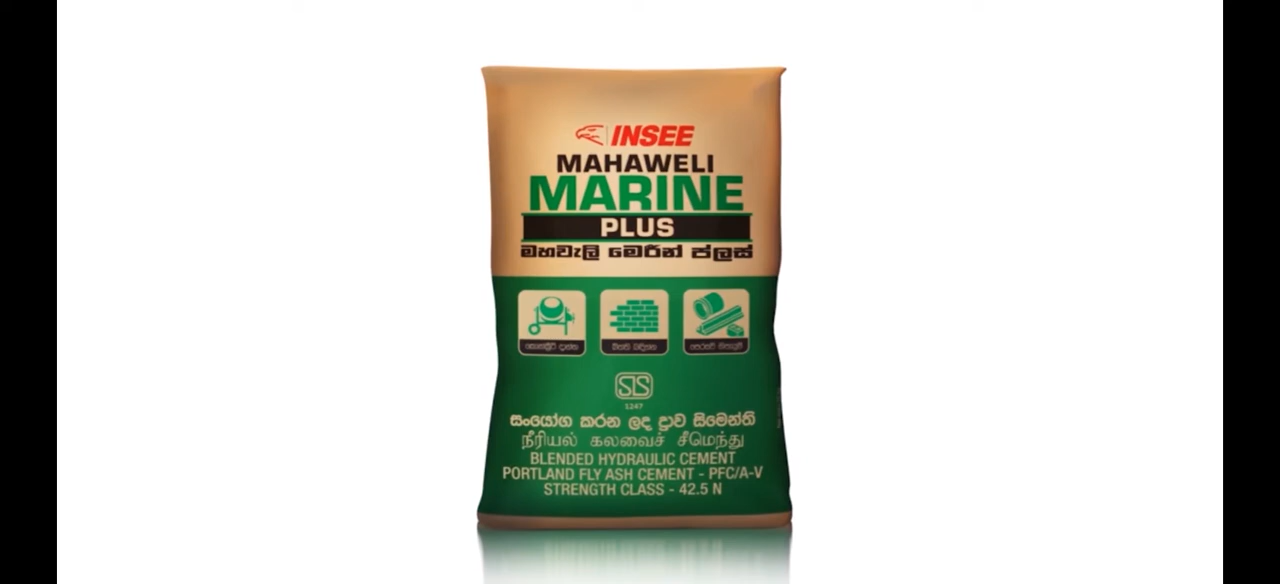 INSEE
MAHAWELI
MARINE
PLUS
මහවැලි මෙරීන් ප්ලස්
SLS
1247
සංයෝග කරන ලද ද්‍රාව සිමෙන්ති
நீரியல் கலவைச் சீமெந்து
BLENDED HYDRAULIC CEMENT
PORTLAND FLY ASH CEMENT - PFC/A-V
STRENGTH CLASS - 42.5 N